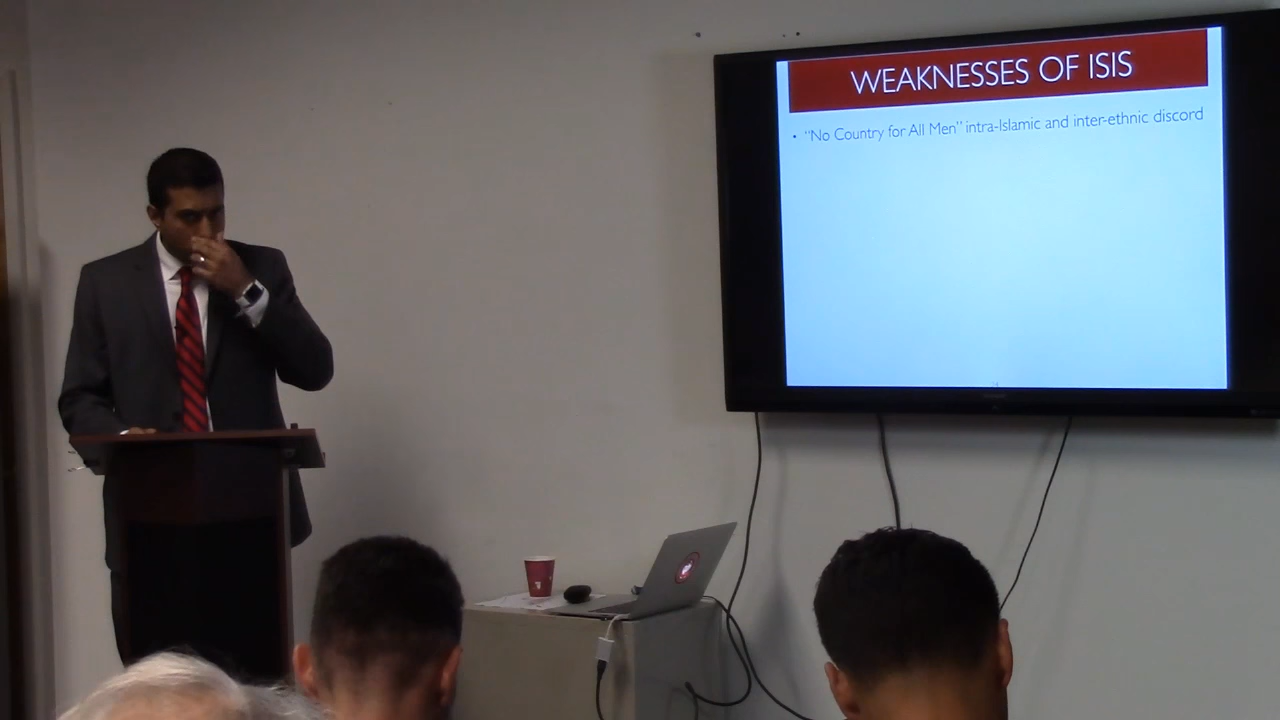 WEAKNESSES OF ISIS
• “No Country for All Men” intra-Islamic and inter-ethnic discord